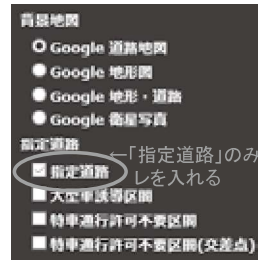 背景地図
Google 道路地図
Google 地形図
Google 地形・道路
Google 衛星写真
指定道路
←「指定道路」のみ
指定道路
レを入れる
大型車誘導区間
特車通行許可不要区間
特車通行許可不要区間(交差点)